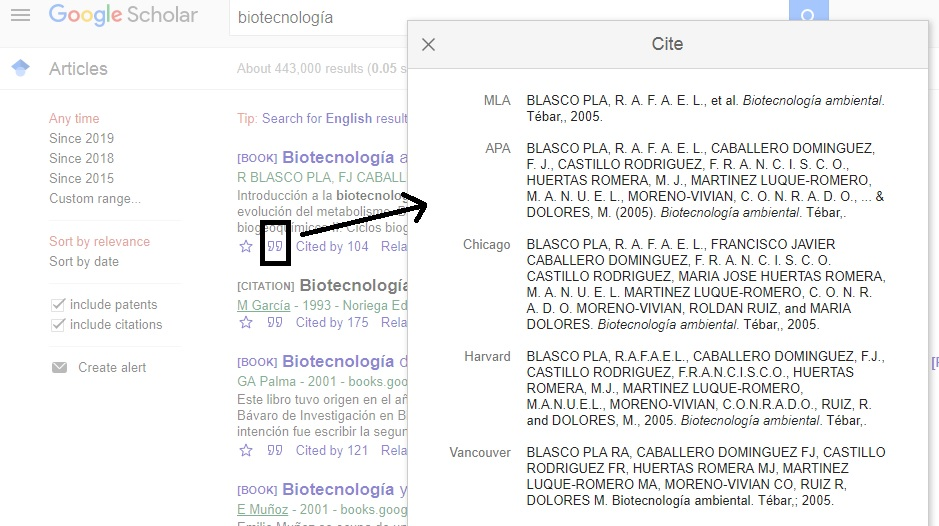 Google Scholar
biotecnología
Articles
About 443,000 results (0.05 s
Any time
Since 2019
Since 2018
Since 2015
Custom range...
Sort by relevance
Sort by date
include patents
include citations
Create alert
Tip: Search for English result
[BOOK] Biotecnología a
R BLASCO PLA, FJ CABALL
Introducción a la biotecnolog
evolución del metabolismo.
biogeoquímicos II. Ciclos biog
Cited by 104 Rela
[CITATION] Biotecnología
M García - 1993 - Noriega Ed
Cited by 175 Rela
[BOOK] Biotecnología d
GA Palma - 2001 - books.goo
Este libro tuvo origen en el añ
Bávaro de Investigación en B
intención fue escribir la segun
Cited by 121 Rela
[BOOK] Biotecnología y
E Muñoz - 2001 - books.goog
Cite
MLA BLASCO PLA, R. A. F. A. E. L., et al. Biotecnología ambiental.
Tébar,, 2005.
APA BLASCO PLA, R. A. F. A. E. L., CABALLERO DOMINGUEZ,
F. J., CASTILLO RODRIGUEZ, F. R. A. N. C. I. S. C. O.,
HUERTAS ROMERA, M. J., MARTINEZ LUQUE-ROMERO,
M. A. N. U. E. L., MORENO-VIVIAN, C. O. N. R. A. D. O., ... &
DOLORES, M. (2005). Biotecnología ambiental. Tébar,.
Chicago BLASCO PLA, R. A. F. A. E. L., FRANCISCO JAVIER
CABALLERO DOMINGUEZ, F. R. A. N. C. I. S. C. O.
CASTILLO RODRIGUEZ, MARIA JOSE HUERTAS ROMERA,
M. A. N. U. E. L. MARTINEZ LUQUE-ROMERO, C. O. N. R.
A. D. O. MORENO-VIVIAN, ROLDAN RUIZ, and MARIA
DOLORES. Biotecnología ambiental. Tébar,, 2005.
Harvard BLASCO PLA, R.A.F.A.E.L., CABALLERO DOMINGUEZ, F.J.,
CASTILLO RODRIGUEZ, F.R.A.N.C.I.S.C.O., HUERTAS
ROMERA, M.J., MARTINEZ LUQUE-ROMERO,
M.A.N.U.E.L., MORENO-VIVIAN, C.O.N.R.A.D.O., RUIZ, R.
and DOLORES, M., 2005. Biotecnología ambiental. Tébar,.
Vancouver BLASCO PLA RA, CABALLERO DOMINGUEZ FJ, CASTILLO
RODRIGUEZ FR, HUERTAS ROMERA MJ, MARTINEZ
LUQUE-ROMERO MA, MORENO-VIVIAN CO, RUIZ R,
DOLORES M. Biotecnología ambiental. Tébar,; 2005.